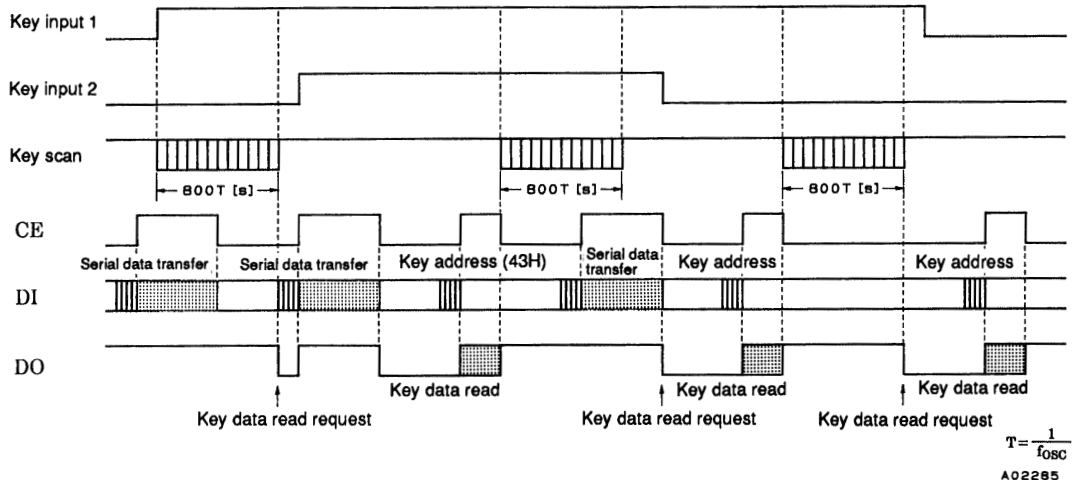 Key input 1
Key input 2
Key scan
800T [s] 800T [s] 800T [s]
CE
Serial data transfer Serial data transfer Key address (43H) Serial data transfer Key address Key address
DI
DO
Key data read Key data read Key data read
Key data read request Key data read request Key data read request
T=1/fosc
A02285